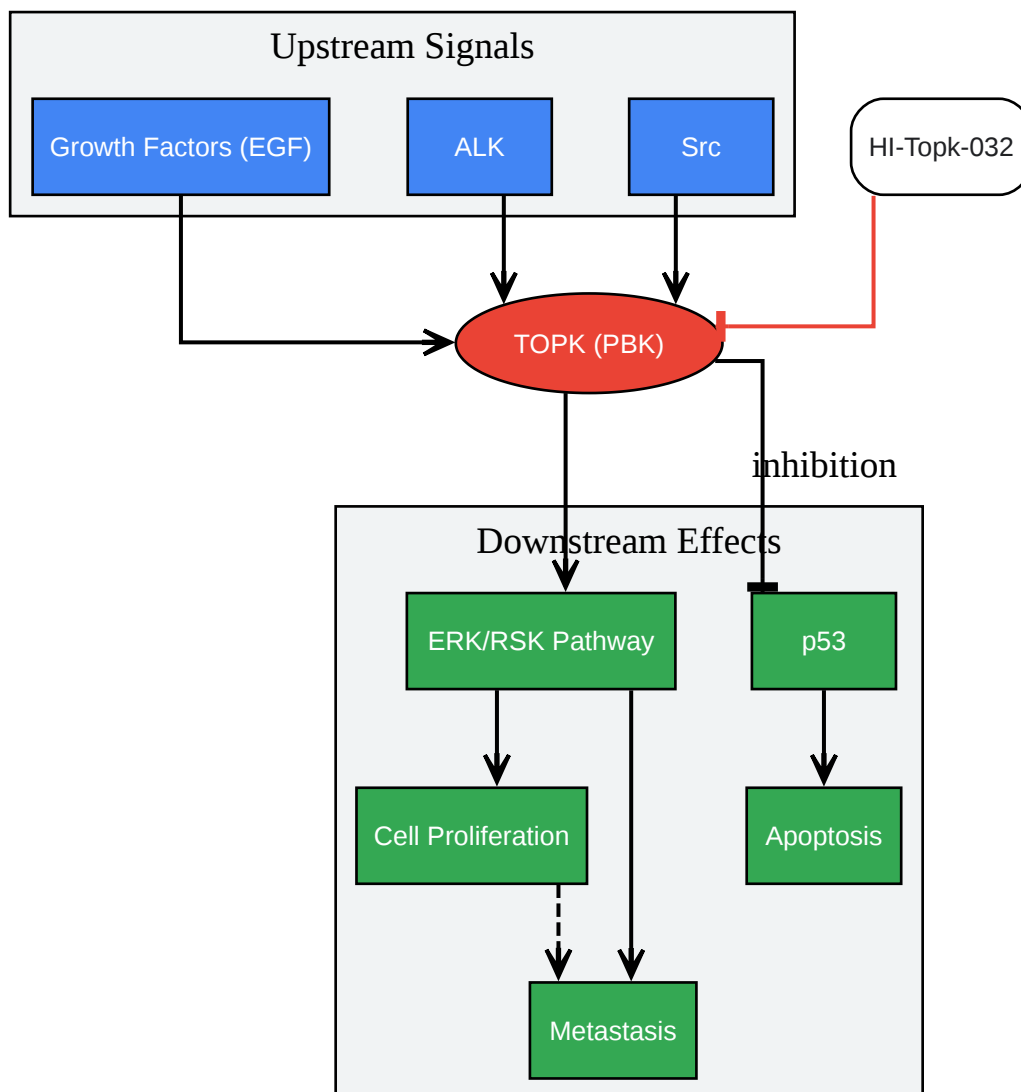 Upstream Signals
Growth Factors (EGF)
ALK
Src
HI-Topk-032
TOPK (PBK)
inhibition
Downstream Effects
ERK/RSK Pathway
p53
Cell Proliferation
Apoptosis
Metastasis